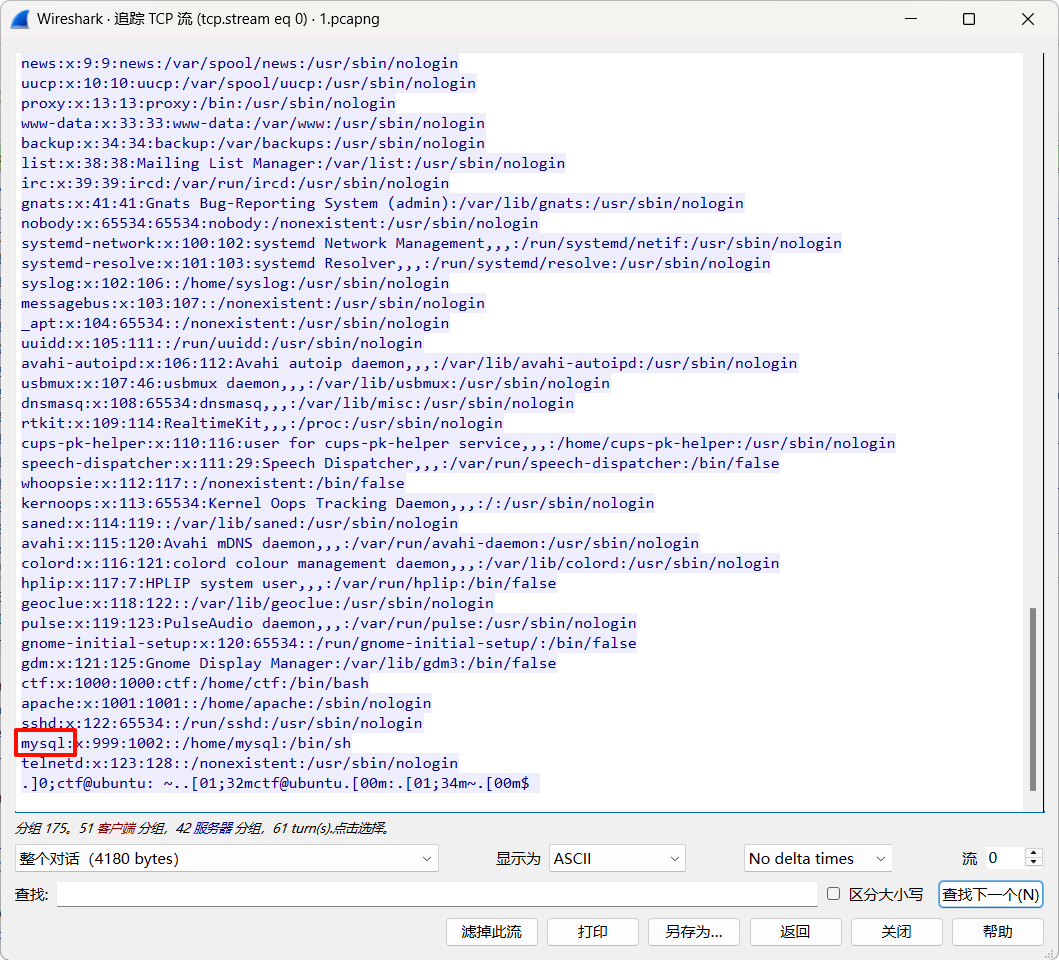 Wireshark · 追踪 TCP 流 (tcp.stream eq 0) · 1.pcapng
news:x:9:9:news:/var/spool/news:/usr/sbin/nologin
uucp:x:10:10:uucp:/var/spool/uucp:/usr/sbin/nologin
proxy:x:13:13:proxy:/bin:/usr/sbin/nologin
www-data:x:33:33:www-data:/var/www:/usr/sbin/nologin
backup:x:34:34:backup:/var/backups:/usr/sbin/nologin
list:x:38:38:Mailing List Manager:/var/list:/usr/sbin/nologin
irc:x:39:39:ircd:/var/run/ircd:/usr/sbin/nologin
gnats:x:41:41:Gnats Bug-Reporting System (admin):/var/lib/gnats:/usr/sbin/nologin
nobody:x:65534:65534:nobody:/nonexistent:/usr/sbin/nologin
systemd-network:x:100:102:systemd Network Management,,,:/run/systemd/netif:/usr/sbin/nologin
systemd-resolve:x:101:103:systemd Resolver,,,:/run/systemd/resolve:/usr/sbin/nologin
syslog:x:102:106::/home/syslog:/usr/sbin/nologin
messagebus:x:103:107::/nonexistent:/usr/sbin/nologin
_apt:x:104:65534::/nonexistent:/usr/sbin/nologin
uuidd:x:105:111::/run/uuidd:/usr/sbin/nologin
avahi-autoipd:x:106:112:Avahi autoip daemon,,,:/var/lib/avahi-autoipd:/usr/sbin/nologin
usbmux:x:107:46:usbmux daemon,,,:/var/lib/usbmux:/usr/sbin/nologin
dnsmasq:x:108:65534:dnsmasq,,,:/var/lib/misc:/usr/sbin/nologin
rtkit:x:109:114:RealtimeKit,,,:/proc:/usr/sbin/nologin
cups-pk-helper:x:110:116:user for cups-pk-helper service,,,:/home/cups-pk-helper:/usr/sbin/nologin
speech-dispatcher:x:111:29:Speech Dispatcher,,,:/var/run/speech-dispatcher:/bin/false
whoopsie:x:112:117::/nonexistent:/bin/false
kernoops:x:113:65534:Kernel Oops Tracking Daemon,,,:/:/usr/sbin/nologin
saned:x:114:119::/var/lib/saned:/usr/sbin/nologin
avahi:x:115:120:Avahi mDNS daemon,,,:/var/run/avahi-daemon:/usr/sbin/nologin
colord:x:116:121:colord colour management daemon,,,:/var/lib/colord:/usr/sbin/nologin
hplip:x:117:7:HPLIP system user,,,:/var/run/hplip:/bin/false
geoclue:x:118:122::/var/lib/geoclue:/usr/sbin/nologin
pulse:x:119:123:PulseAudio daemon,,,:/var/run/pulse:/usr/sbin/nologin
gnome-initial-setup:x:120:65534::/run/gnome-initial-setup/:/bin/false
gdm:x:121:125:Gnome Display Manager:/var/lib/gdm3:/bin/false
ctf:x:1000:1000:ctf:/home/ctf:/bin/bash
apache:x:1001:1001::/home/apache:/sbin/nologin
sshd:x:122:65534::/run/sshd:/usr/sbin/nologin
mysql:x:999:1002::/home/mysql:/bin/sh
telnetd:x:123:128::/nonexistent:/usr/sbin/nologin
.]0;ctf@ubuntu: ~..[01;32mctf@ubuntu.[00m:.[01;34m~.[00m$
分组 175。51 客户端 分组, 42 服务器 分组, 61 turn(s).点击选择。
整个对话 (4180 bytes) 显示为 ASCII No delta times 流 0
查找: 区分大小写 查找下一个(N)
滤掉此流 打印 另存为... 返回 关闭 帮助